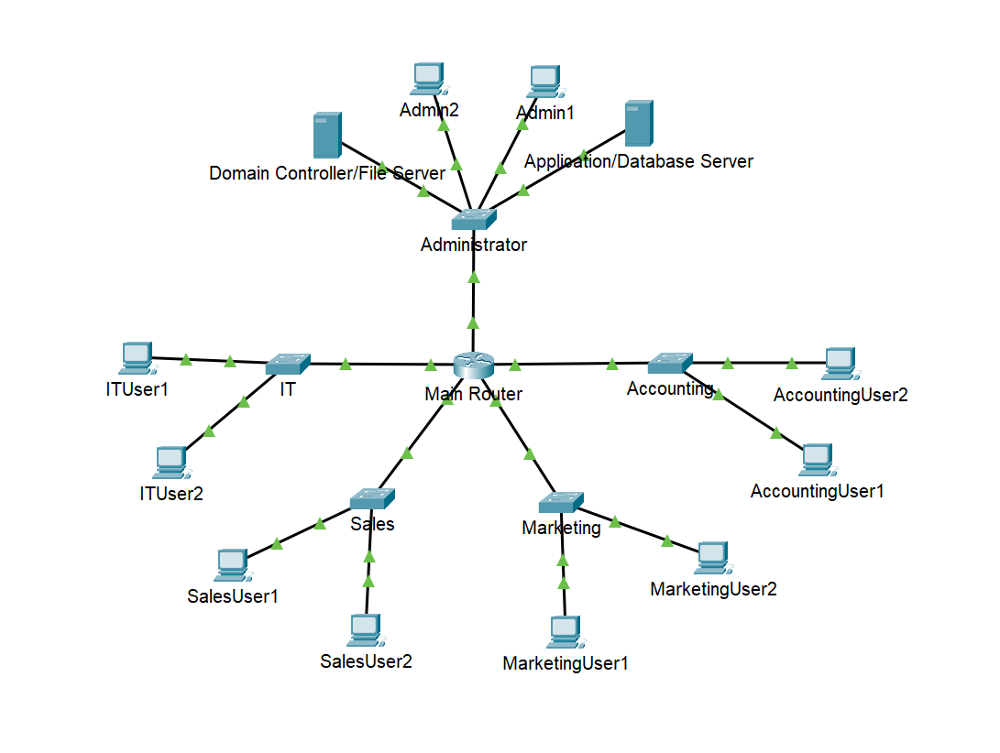 Admin2
Admin1
Domain Controller/File Server
Application/Database Server
Administrator
ITUser1
IT
Main Router
Accounting
AccountingUser2
ITUser2
AccountingUser1
Sales
Marketing
SalesUser1
MarketingUser2
SalesUser2
MarketingUser1